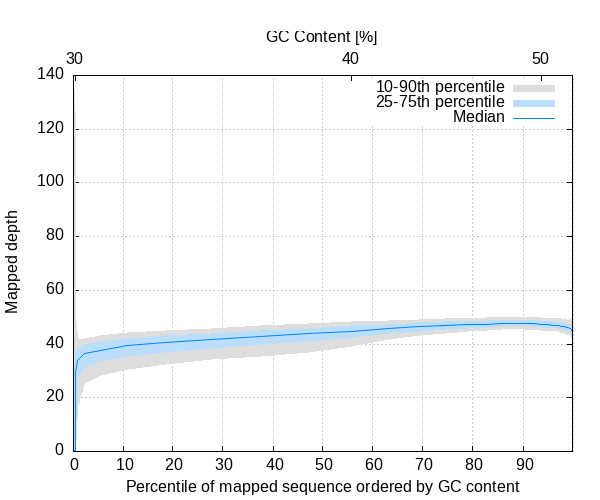 GC Content [%]
30 40 50
140
120
100
80
60
40
20
0
10-90th percentile
25-75th percentile
Median
Mapped depth
0 10 20 30 40 50 60 70 80 90
Percentile of mapped sequence ordered by GC content